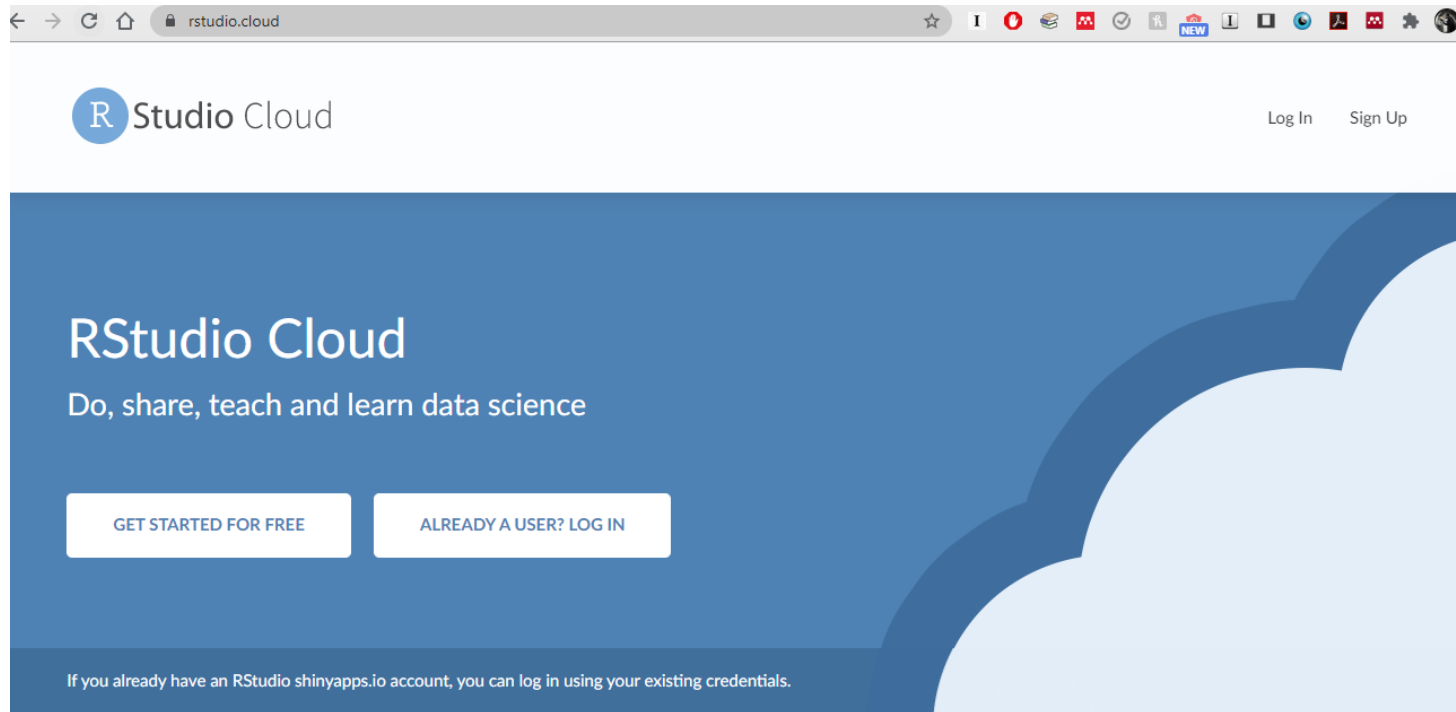 rstudio.cloud
NEW
R Studio Cloud
Log In Sign Up
RStudio Cloud
Do, share, teach and learn data science
GET STARTED FOR FREE ALREADY A USER? LOG IN
If you already have an RStudio shinyapps.io account, you can log in using your existing credentials.